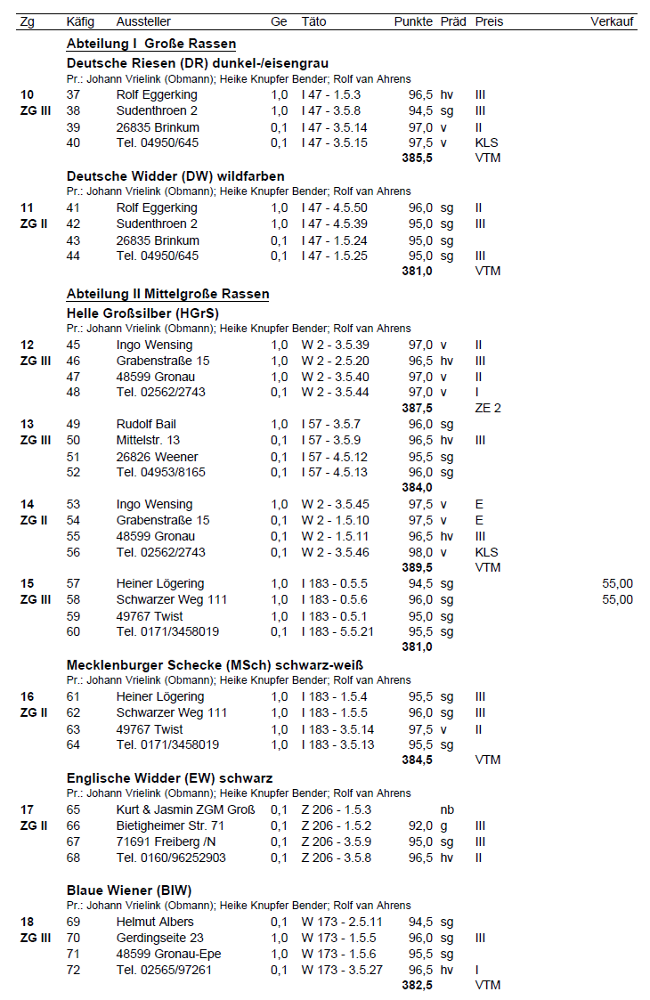 Zg Käfig Aussteller Ge Täto Punkte Präd Preis Verkauf
Abteilung I Große Rassen
Deutsche Riesen (DR) dunkel-/eisengrau
Pr.: Johann Vrielink (Obmann); Heike Knupfer Bender; Rolf van Ahrens
10 37 Rolf Eggerking 1,0 I 47 - 1.5.3 96,5 hv III
ZG III 38 Sudenthroen 2 1,0 I 47 - 3.5.8 94,5 sg III
39 26835 Brinkum 0,1 I 47 - 3.5.14 97,0 v II
40 Tel. 04950/645 0,1 I 47 - 3.5.15 97,5 v KLS
385,5 VTM
Deutsche Widder (DW) wildfarben
Pr.: Johann Vrielink (Obmann); Heike Knupfer Bender; Rolf van Ahrens
11 41 Rolf Eggerking 1,0 I 47 - 4.5.50 96,0 sg II
ZG II 42 Sudenthroen 2 1,0 I 47 - 4.5.39 95,0 sg III
43 26835 Brinkum 0,1 I 47 - 1.5.24 95,0 sg
44 Tel. 04950/645 0,1 I 47 - 1.5.25 95,0 sg III
381,0 VTM
Abteilung II Mittelgroße Rassen
Helle Großsilber (HGrS)
Pr.: Johann Vrielink (Obmann); Heike Knupfer Bender; Rolf van Ahrens
12 45 Ingo Wensing 1,0 W 2 - 3.5.39 97,0 v II
ZG III 46 Grabenstraße 15 1,0 W 2 - 2.5.20 96,5 hv III
47 48599 Gronau 1,0 W 2 - 3.5.40 97,0 v II
48 Tel. 02562/2743 0,1 W 2 - 3.5.44 97,0 v I
387,5 ZE 2
13 49 Rudolf Bail 1,0 I 57 - 3.5.7 96,0 sg
ZG III 50 Mittelstr. 13 0,1 I 57 - 3.5.9 96,5 hv III
51 26826 Weener 0,1 I 57 - 4.5.12 95,5 sg
52 Tel. 04953/8165 0,1 I 57 - 4.5.13 96,0 sg
384,0
14 53 Ingo Wensing 1,0 W 2 - 3.5.45 97,5 v E
ZG II 54 Grabenstraße 15 0,1 W 2 - 1.5.10 97,5 v E
55 48599 Gronau 0,1 W 2 - 1.5.11 96,5 hv III
56 Tel. 02562/2743 0,1 W 2 - 3.5.46 98,0 v KLS
389,5 VTM
15 57 Heiner Lögering 1,0 I 183 - 0.5.5 94,5 sg 55,00
ZG III 58 Schwarzer Weg 111 1,0 I 183 - 0.5.6 96,0 sg 55,00
59 49767 Twist 1,0 I 183 - 0.5.1 95,0 sg
60 Tel. 0171/3458019 0,1 I 183 - 5.5.21 95,5 sg
381,0
Mecklenburger Schecke (MSch) schwarz-weiß
Pr.: Johann Vrielink (Obmann); Heike Knupfer Bender; Rolf van Ahrens
16 61 Heiner Lögering 1,0 I 183 - 1.5.4 95,5 sg III
ZG II 62 Schwarzer Weg 111 1,0 I 183 - 1.5.5 96,0 sg III
63 49767 Twist 1,0 I 183 - 3.5.14 97,5 v II
64 Tel. 0171/3458019 1,0 I 183 - 3.5.13 95,5 sg
384,5 VTM
Englische Widder (EW) schwarz
Pr.: Johann Vrielink (Obmann); Heike Knupfer Bender; Rolf van Ahrens
17 65 Kurt & Jasmin ZGM Groß 0,1 Z 206 - 1.5.3 nb
ZG II 66 Bietigheimer Str. 71 0,1 Z 206 - 1.5.2 92,0 g III
67 71691 Freiberg /N 0,1 Z 206 - 3.5.9 95,0 sg III
68 Tel. 0160/96252903 0,1 Z 206 - 3.5.8 96,5 hv II
Blaue Wiener (BlW)
Pr.: Johann Vrielink (Obmann); Heike Knupfer Bender; Rolf van Ahrens
18 69 Helmut Albers 0,1 W 173 - 2.5.11 94,5 sg
ZG III 70 Gerdingseite 23 1,0 W 173 - 1.5.5 96,0 sg III
71 48599 Gronau-Epe 1,0 W 173 - 1.5.6 95,5 sg
72 Tel. 02565/97261 0,1 W 173 - 3.5.27 96,5 hv I
382,5 VTM